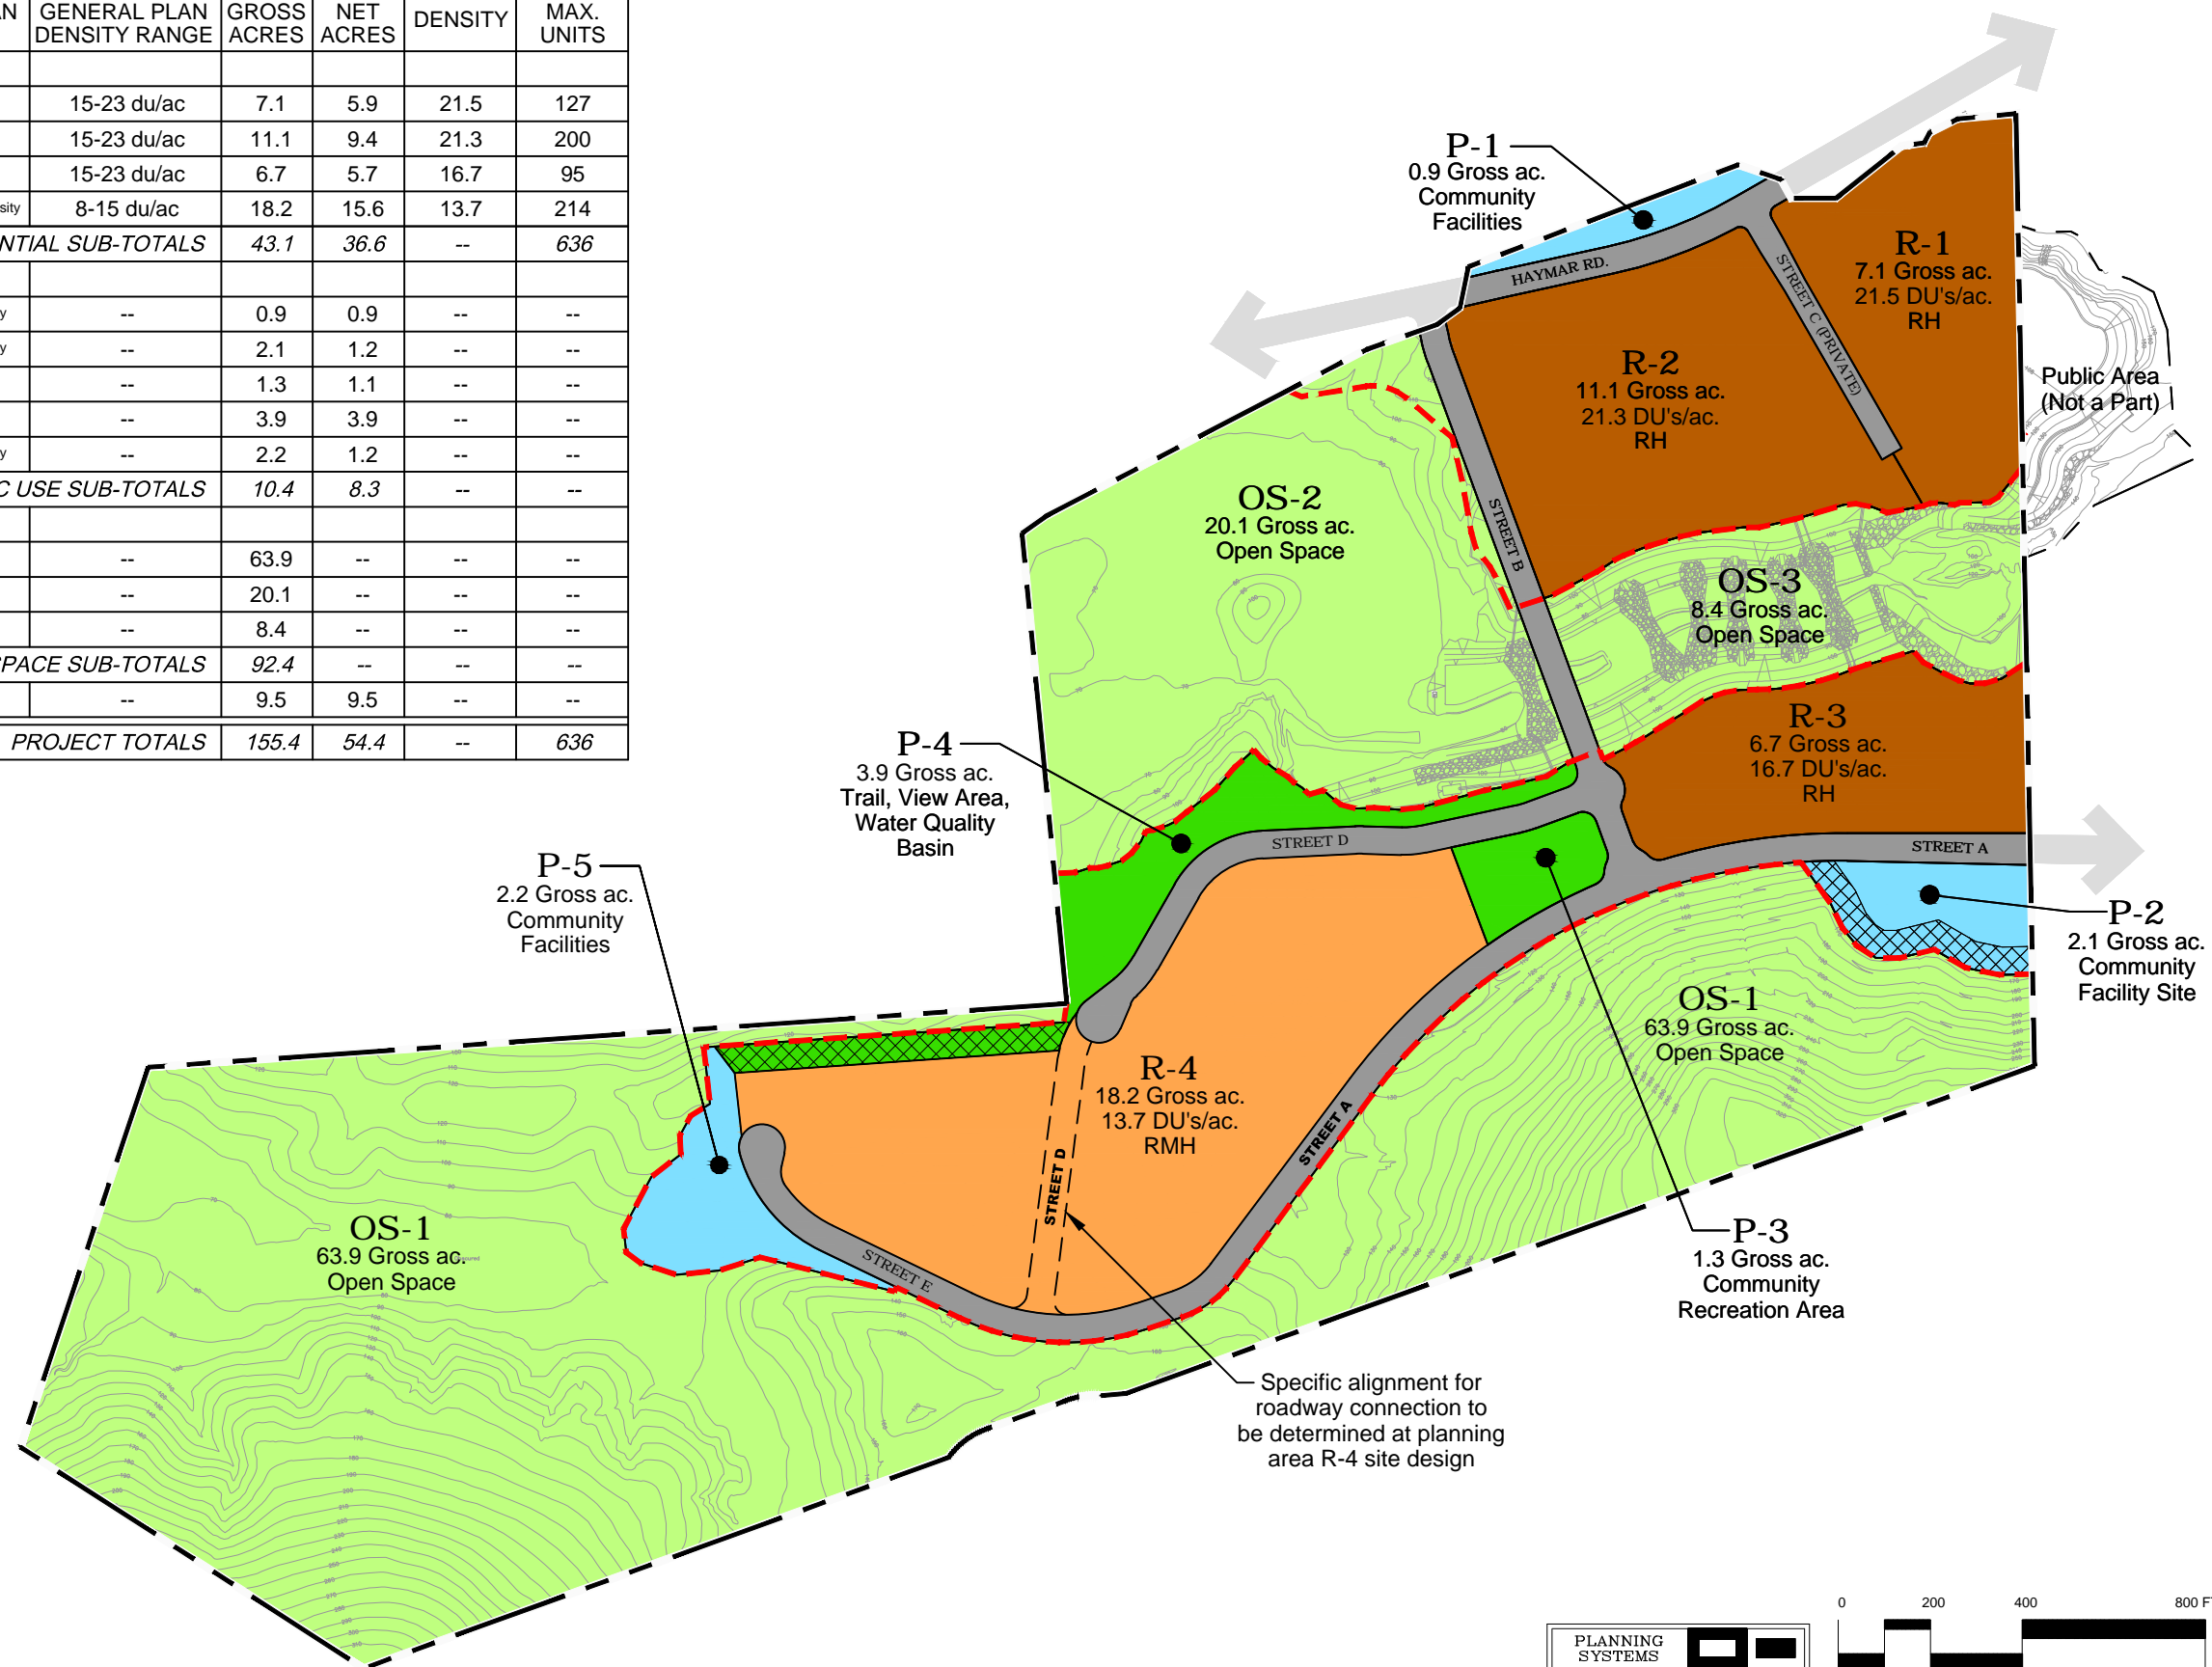 AN GENERAL PLAN DENSITY RANGE GROSS ACRES NET ACRES DENSITY MAX. UNITS
15-23 du/ac 7.1 5.9 21.5 127
15-23 du/ac 11.1 9.4 21.3 200
15-23 du/ac 6.7 5.7 16.7 95
sity 8-15 du/ac 18.2 15.6 13.7 214
NTIAL SUB-TOTALS 43.1 36.6 -- 636
y -- 0.9 0.9 -- --
y -- 2.1 1.2 -- --
-- 1.3 1.1 -- --
-- 3.9 3.9 -- --
y -- 2.2 1.2 -- --
C USE SUB-TOTALS 10.4 8.3 -- --
-- 63.9 -- -- --
-- 20.1 -- -- --
-- 8.4 -- -- --
PACE SUB-TOTALS 92.4 -- -- --
-- 9.5 9.5 -- --
PROJECT TOTALS 155.4 54.4 -- 636
P-1
0.9 Gross ac.
Community
Facilities
HAYMAR RD.
STREET C (PRIVATE)
R-1
7.1 Gross ac.
21.5 DU's/ac.
RH
R-2
11.1 Gross ac.
21.3 DU's/ac.
RH
Public Area
(Not a Part)
OS-2
20.1 Gross ac.
Open Space
STREET B
OS-3
8.4 Gross ac.
Open Space
R-3
6.7 Gross ac.
16.7 DU's/ac.
RH
P-4
3.9 Gross ac.
Trail, View Area,
Water Quality
Basin
STREET D
STREET A
P-5
2.2 Gross ac.
Community
Facilities
P-2
2.1 Gross ac.
Community
Facility Site
OS-1
63.9 Gross ac.
Open Space
R-4
18.2 Gross ac.
13.7 DU's/ac.
RMH
STREET A
STREET D
OS-1
63.9 Gross ac.
Open Space
STREET E
P-3
1.3 Gross ac.
Community
Recreation Area
Specific alignment for
roadway connection to
be determined at planning
area R-4 site design
PLANNING
SYSTEMS
0 200 400 800 F